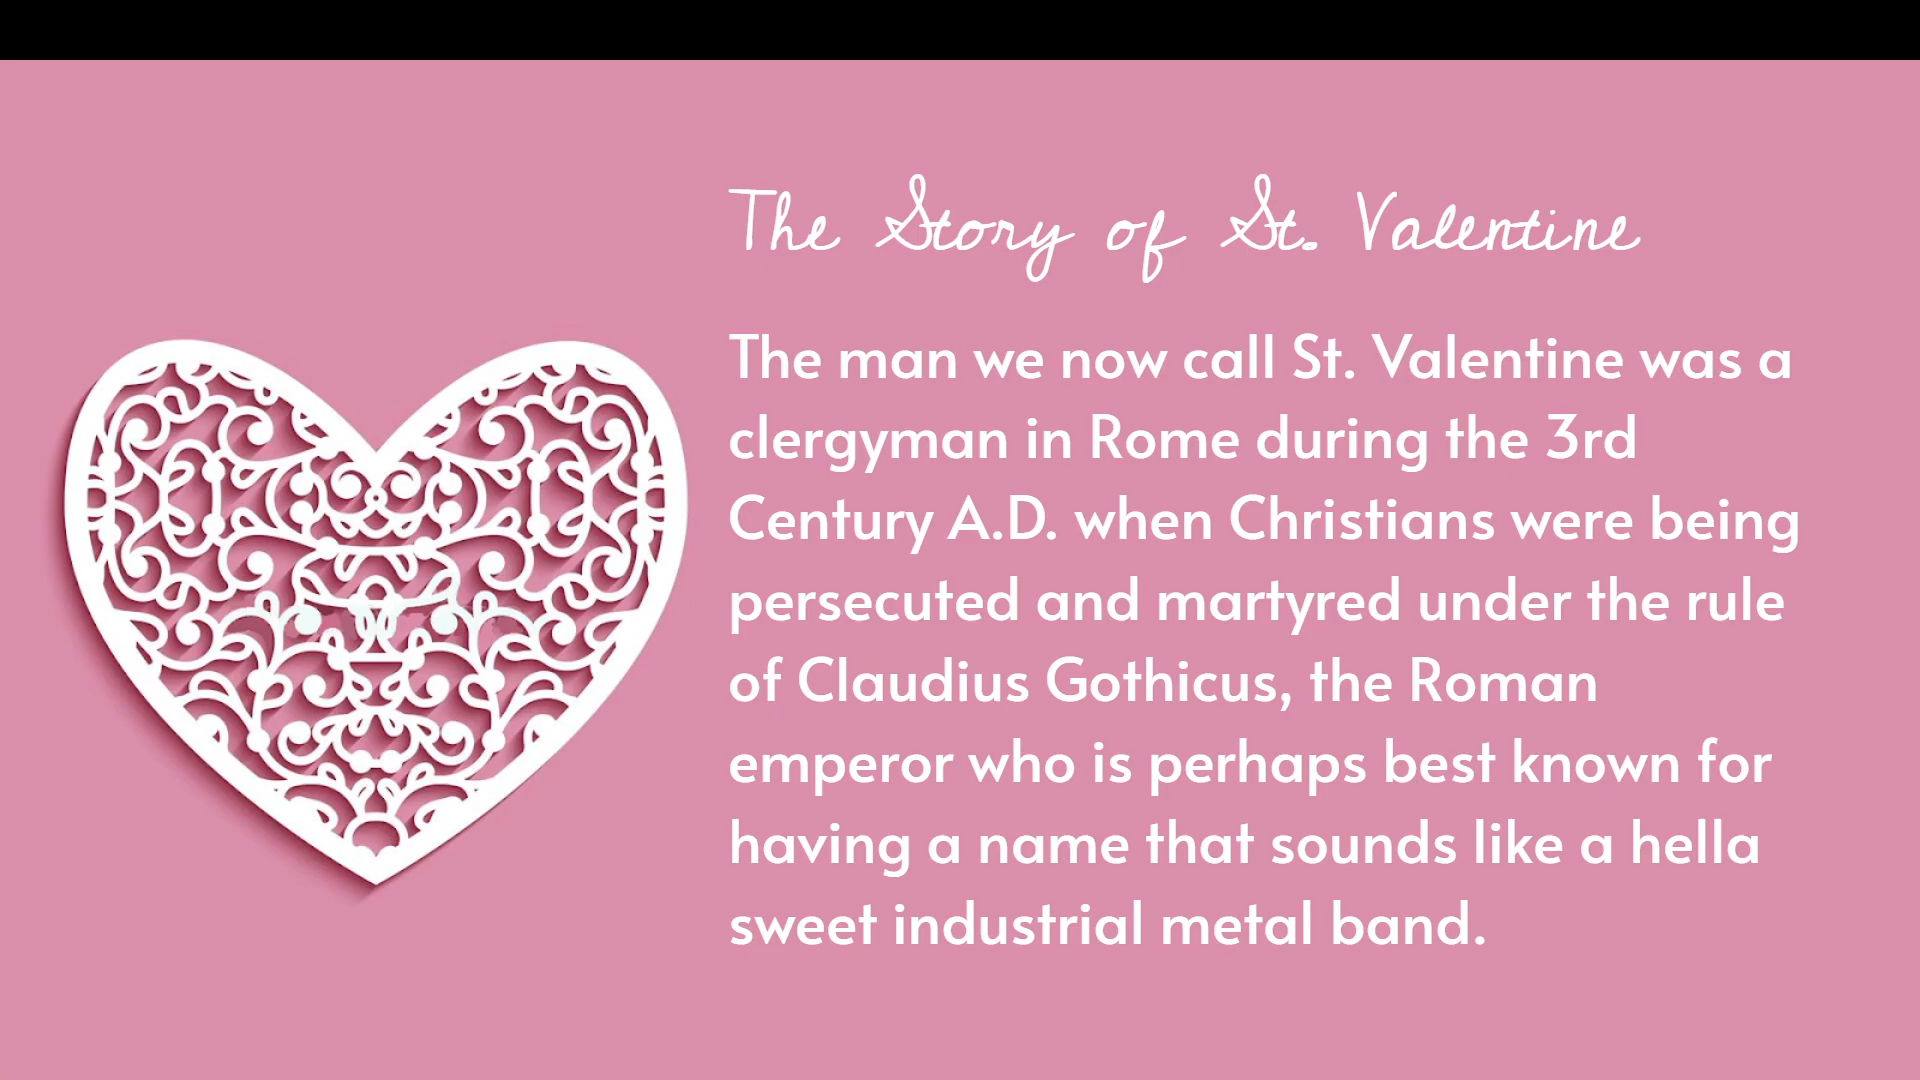 The Story of St. Valentine
The man we now call St. Valentine was a
clergyman in Rome during the 3rd
Century A.D. when Christians were being
persecuted and martyred under the rule
of Claudius Gothicus, the Roman
emperor who is perhaps best known for
having a name that sounds like a hella
sweet industrial metal band.